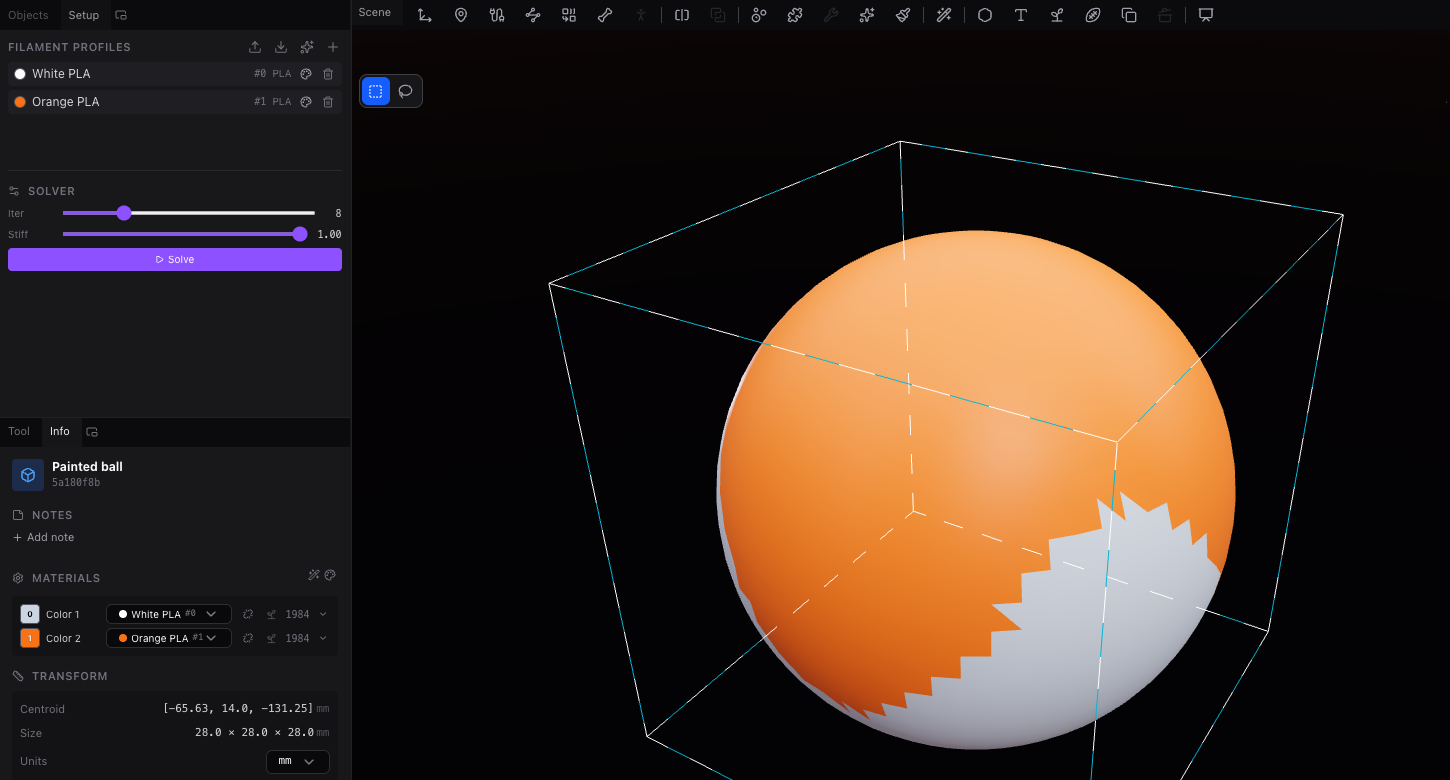 Objects Setup
Scene
FILAMENT PROFILES
White PLA #0 PLA
Orange PLA #1 PLA
SOLVER
Iter 8
Stiff 1.00
Solve
Tool Info
Painted ball
5a180f8b
NOTES
+ Add note
MATERIALS
0 Color 1 White PLA #0 1984
1 Color 2 Orange PLA #1 1984
TRANSFORM
Centroid [-65.63, 14.0, -131.25] mm
Size 28.0 × 28.0 × 28.0 mm
Units mm